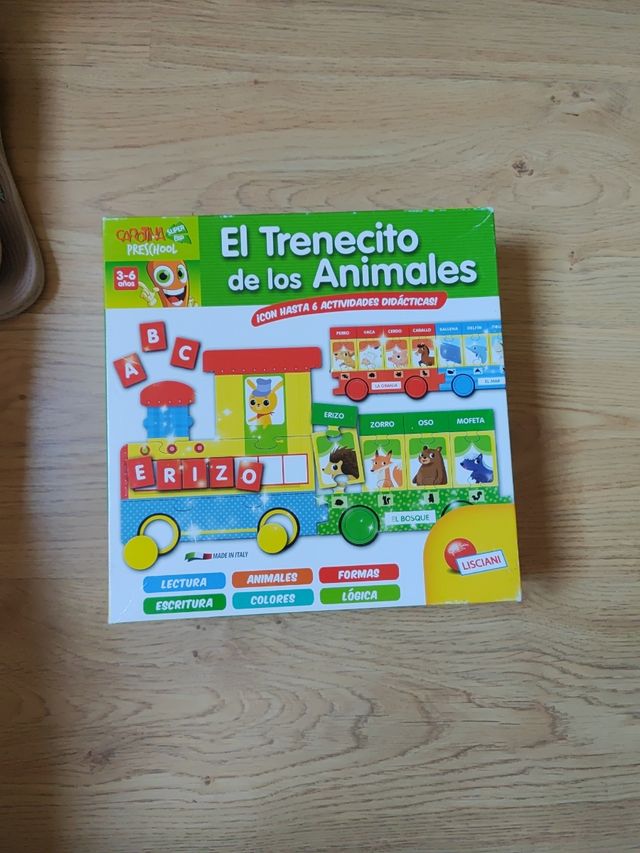 CAROTINA
SUPER BIP
PRESCHOOL
3-6
años
El Trenecito
de los Animales
¡CON HASTA 6 ACTIVIDADES DIDÁCTICAS!
A B C
PERRO VACA CERDO CABALLO BALLENA DELFÍN
LA GRANJA EL MAR
ERIZO ZORRO OSO MOFETA
ERIZO
EL BOSQUE
MADE IN ITALY
LISCIANI
LECTURA ANIMALES FORMAS
ESCRITURA COLORES LÓGICA